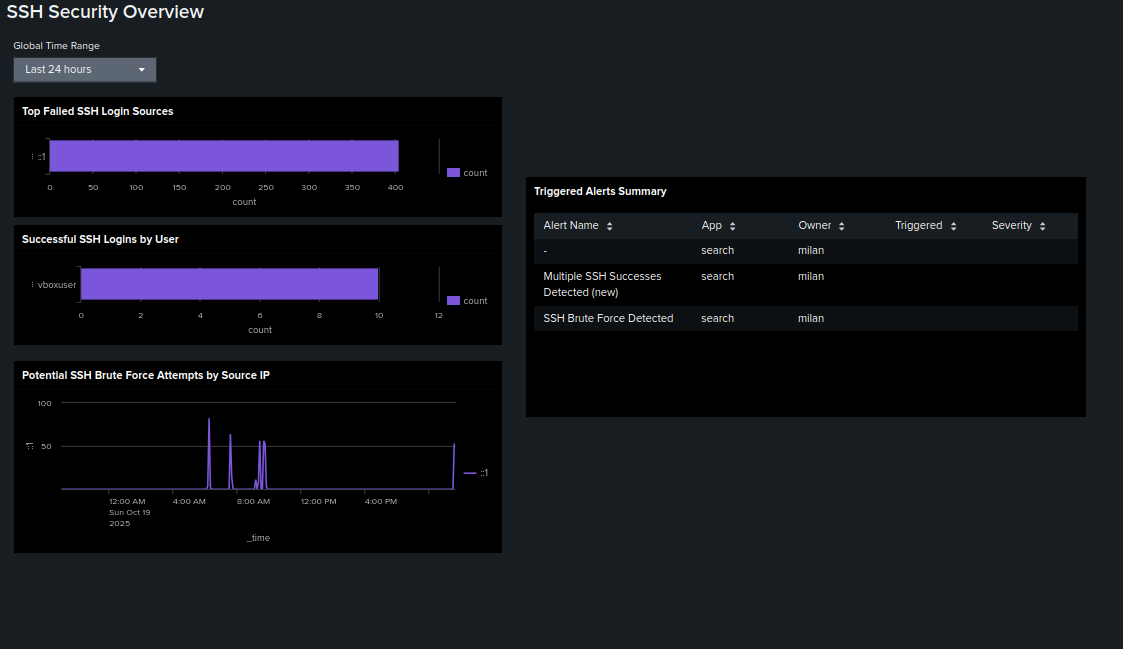 SSH Security Overview
Global Time Range
Last 24 hours
Top Failed SSH Login Sources
::1
0 50 100 150 200 250 300 350 400
count
count
Successful SSH Logins by User
vboxuser
0 2 4 6 8 10 12
count
count
Potential SSH Brute Force Attempts by Source IP
100
50
::1
::1
12:00 AM 4:00 AM 8:00 AM 12:00 PM 4:00 PM
Sun Oct 19
2025
_time
Triggered Alerts Summary
Alert Name App Owner Triggered Severity
- search milan
Multiple SSH Successes search milan
Detected (new)
SSH Brute Force Detected search milan